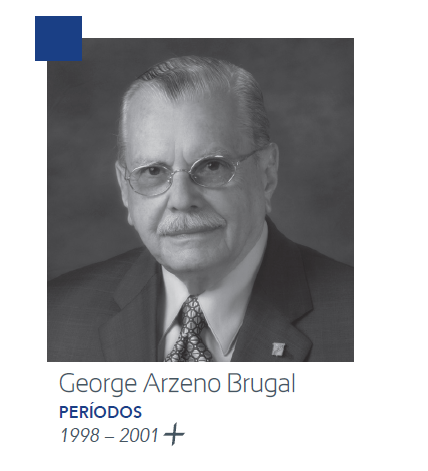 George Arzeno Brugal
PERÍODOS
1998 – 2001